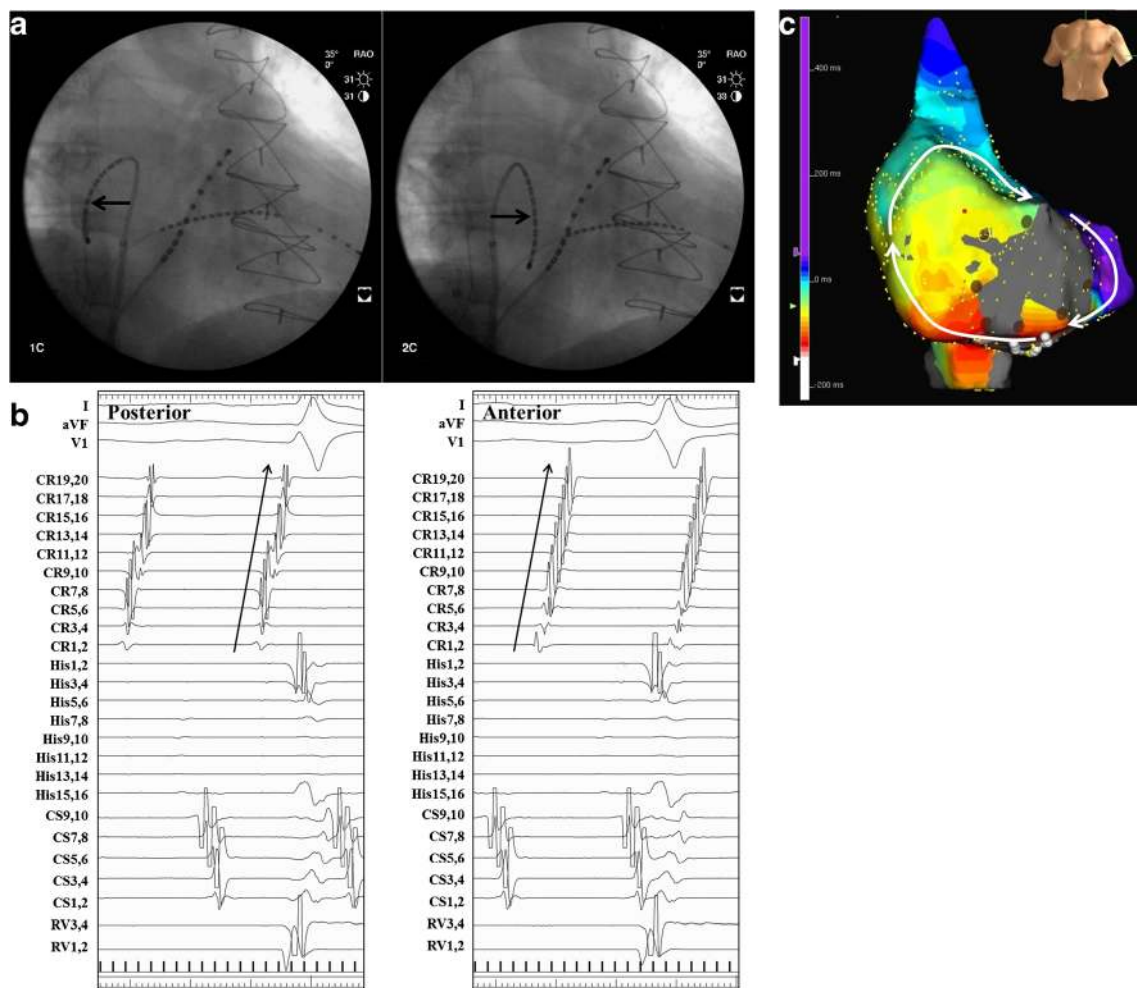 a
35° RAO
0°
31
31
1C
35° RAO
0°
31
33
2C
c
400 ms
200 ms
0 ms
-200 ms
b
Posterior
I
aVF
V1
CR19,20
CR17,18
CR15,16
CR13,14
CR11,12
CR9,10
CR7,8
CR5,6
CR3,4
CR1,2
His1,2
His3,4
His5,6
His7,8
His9,10
His11,12
His13,14
His15,16
CS9,10
CS7,8
CS5,6
CS3,4
CS1,2
RV3,4
RV1,2
Anterior
I
aVF
V1
CR19,20
CR17,18
CR15,16
CR13,14
CR11,12
CR9,10
CR7,8
CR5,6
CR3,4
CR1,2
His1,2
His3,4
His5,6
His7,8
His9,10
His11,12
His13,14
His15,16
CS9,10
CS7,8
CS5,6
CS3,4
CS1,2
RV3,4
RV1,2